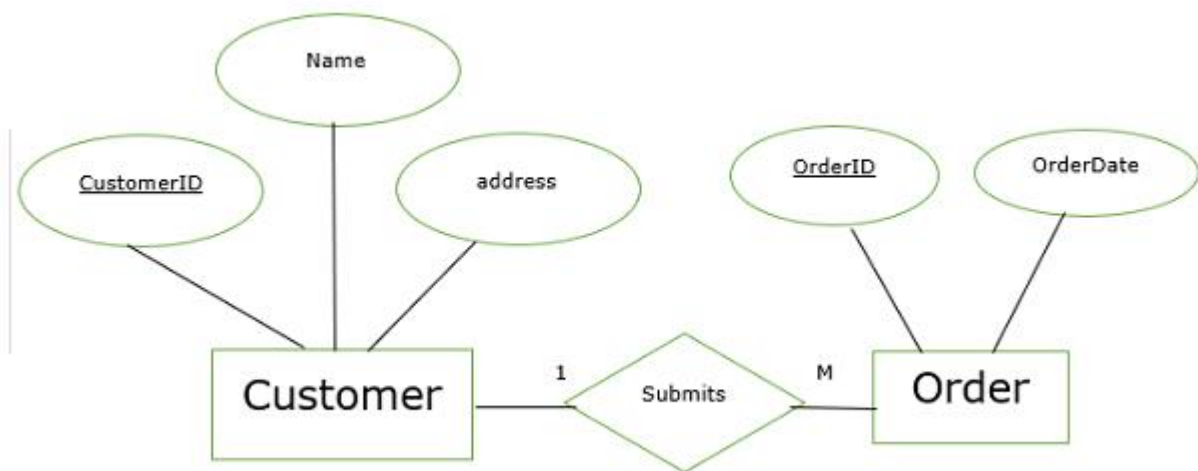 Name
CustomerID
address
OrderID
OrderDate
Customer
1
Submits
M
Order